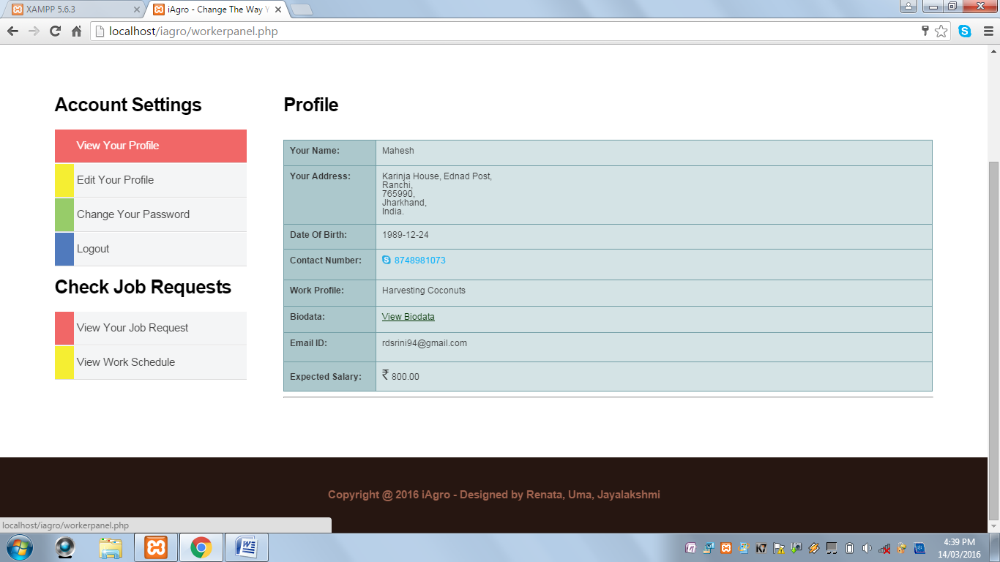 XAMPP 5.6.3
iAgro - Change The Way Y
localhost/iagro/workerpanel.php
Account Settings
View Your Profile
Edit Your Profile
Change Your Password
Logout
Check Job Requests
View Your Job Request
View Work Schedule
Profile
Your Name: Mahesh
Your Address: Karinja House, Ednad Post,
Ranchi,
765990,
Jharkhand,
India.
Date Of Birth: 1989-12-24
Contact Number: 8748981073
Work Profile: Harvesting Coconuts
Biodata: View Biodata
Email ID: rdsrini94@gmail.com
Expected Salary: ₹ 800.00
Copyright @ 2016 iAgro - Designed by Renata, Uma, Jayalakshmi
localhost/iagro/workerpanel.php
K7
4:39 PM
14/03/2016